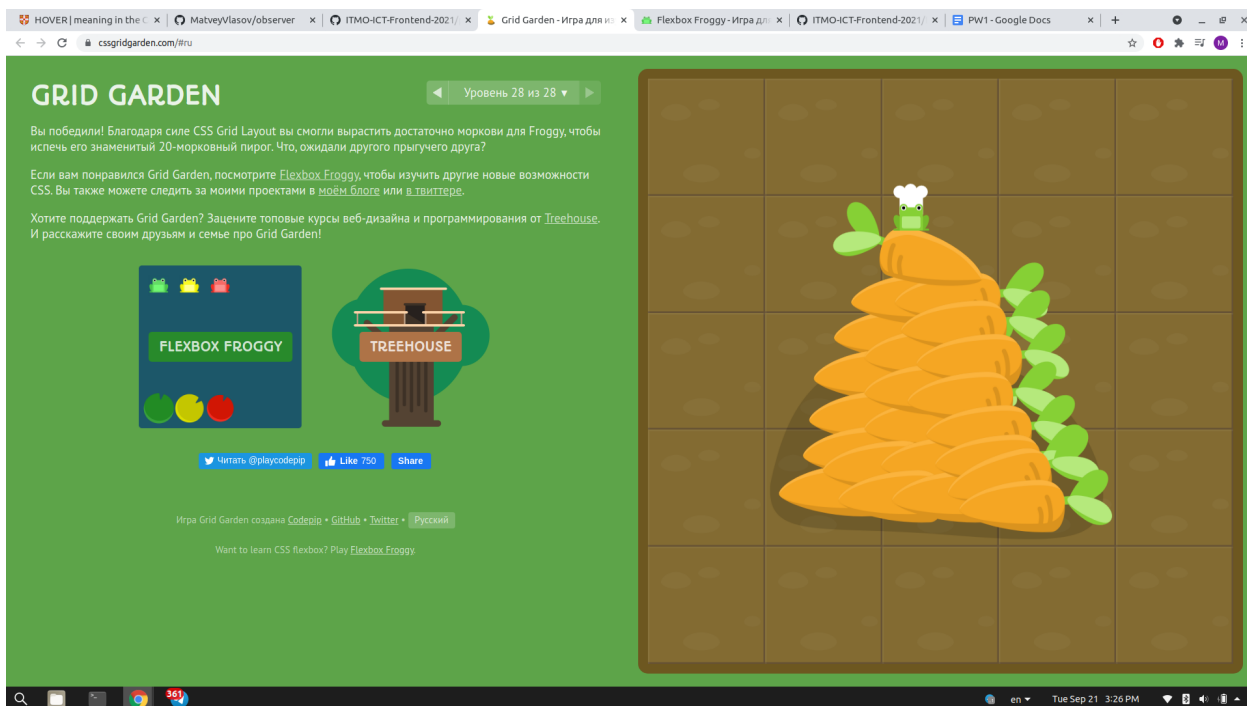 HOVER | meaning in the C
MatveyVlasov/observer
ITMO-ICT-Frontend-2021/
Grid Garden - Игра для из
Flexbox Froggy - Игра для
ITMO-ICT-Frontend-2021/
PW1 - Google Docs
cssgridgarden.com/#ru
M
GRID GARDEN
Уровень 28 из 28 ▼
Вы победили! Благодаря силе CSS Grid Layout вы смогли вырастить достаточно моркови для Froggy, чтобы
испечь его знаменитый 20-морковный пирог. Что, ожидали другого прыгучего друга?
Если вам понравился Grid Garden, посмотрите Flexbox Froggy, чтобы изучить другие новые возможности
CSS. Вы также можете следить за моими проектами в моём блоге или в твиттере.
Хотите поддержать Grid Garden? Зацените топовые курсы веб-дизайна и программирования от Treehouse.
И расскажите своим друзьям и семье про Grid Garden!
FLEXBOX FROGGY
TREEHOUSE
Читать @playcodepip
Like 750
Share
Игра Grid Garden создана Codepip • GitHub • Twitter • Русский
Want to learn CSS flexbox? Play Flexbox Froggy.
361
en
Tue Sep 21 3:26 PM